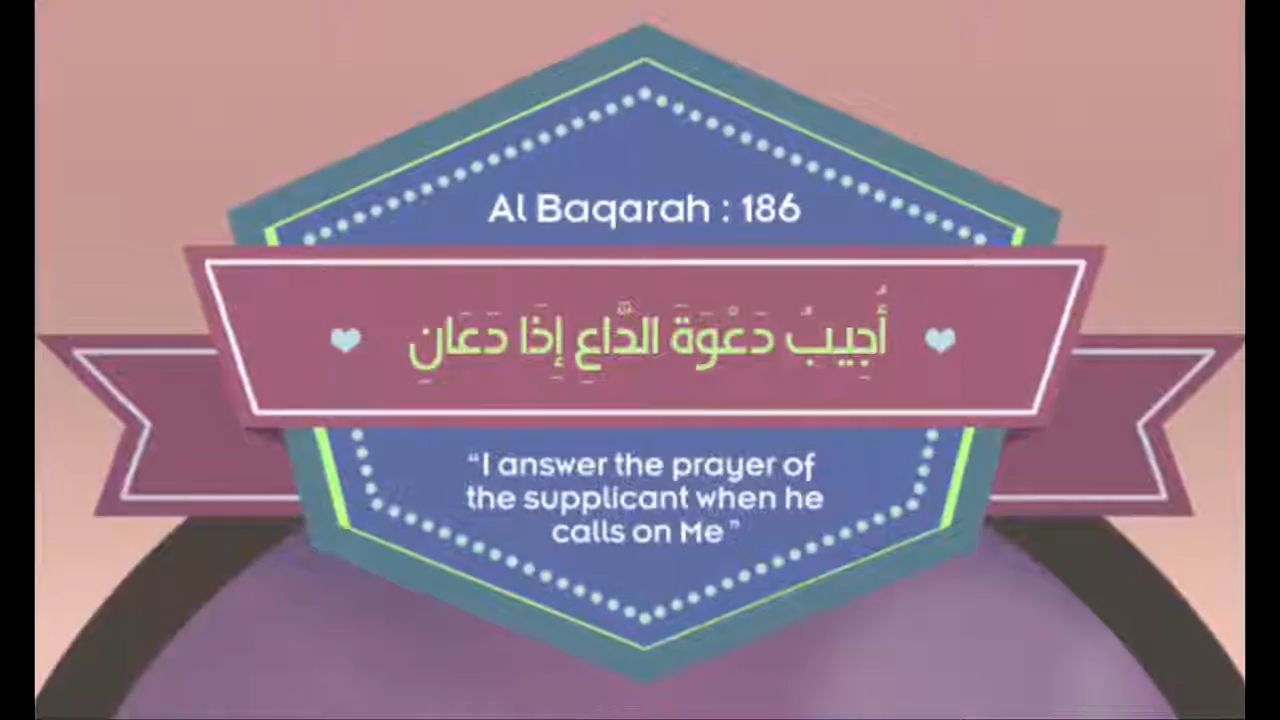 Al Baqarah : 186
أُجِيبُ دَعْوَةَ الدَّاعِ إِذَا دَعَانِ
“I answer the prayer of
the supplicant when he
calls on Me”